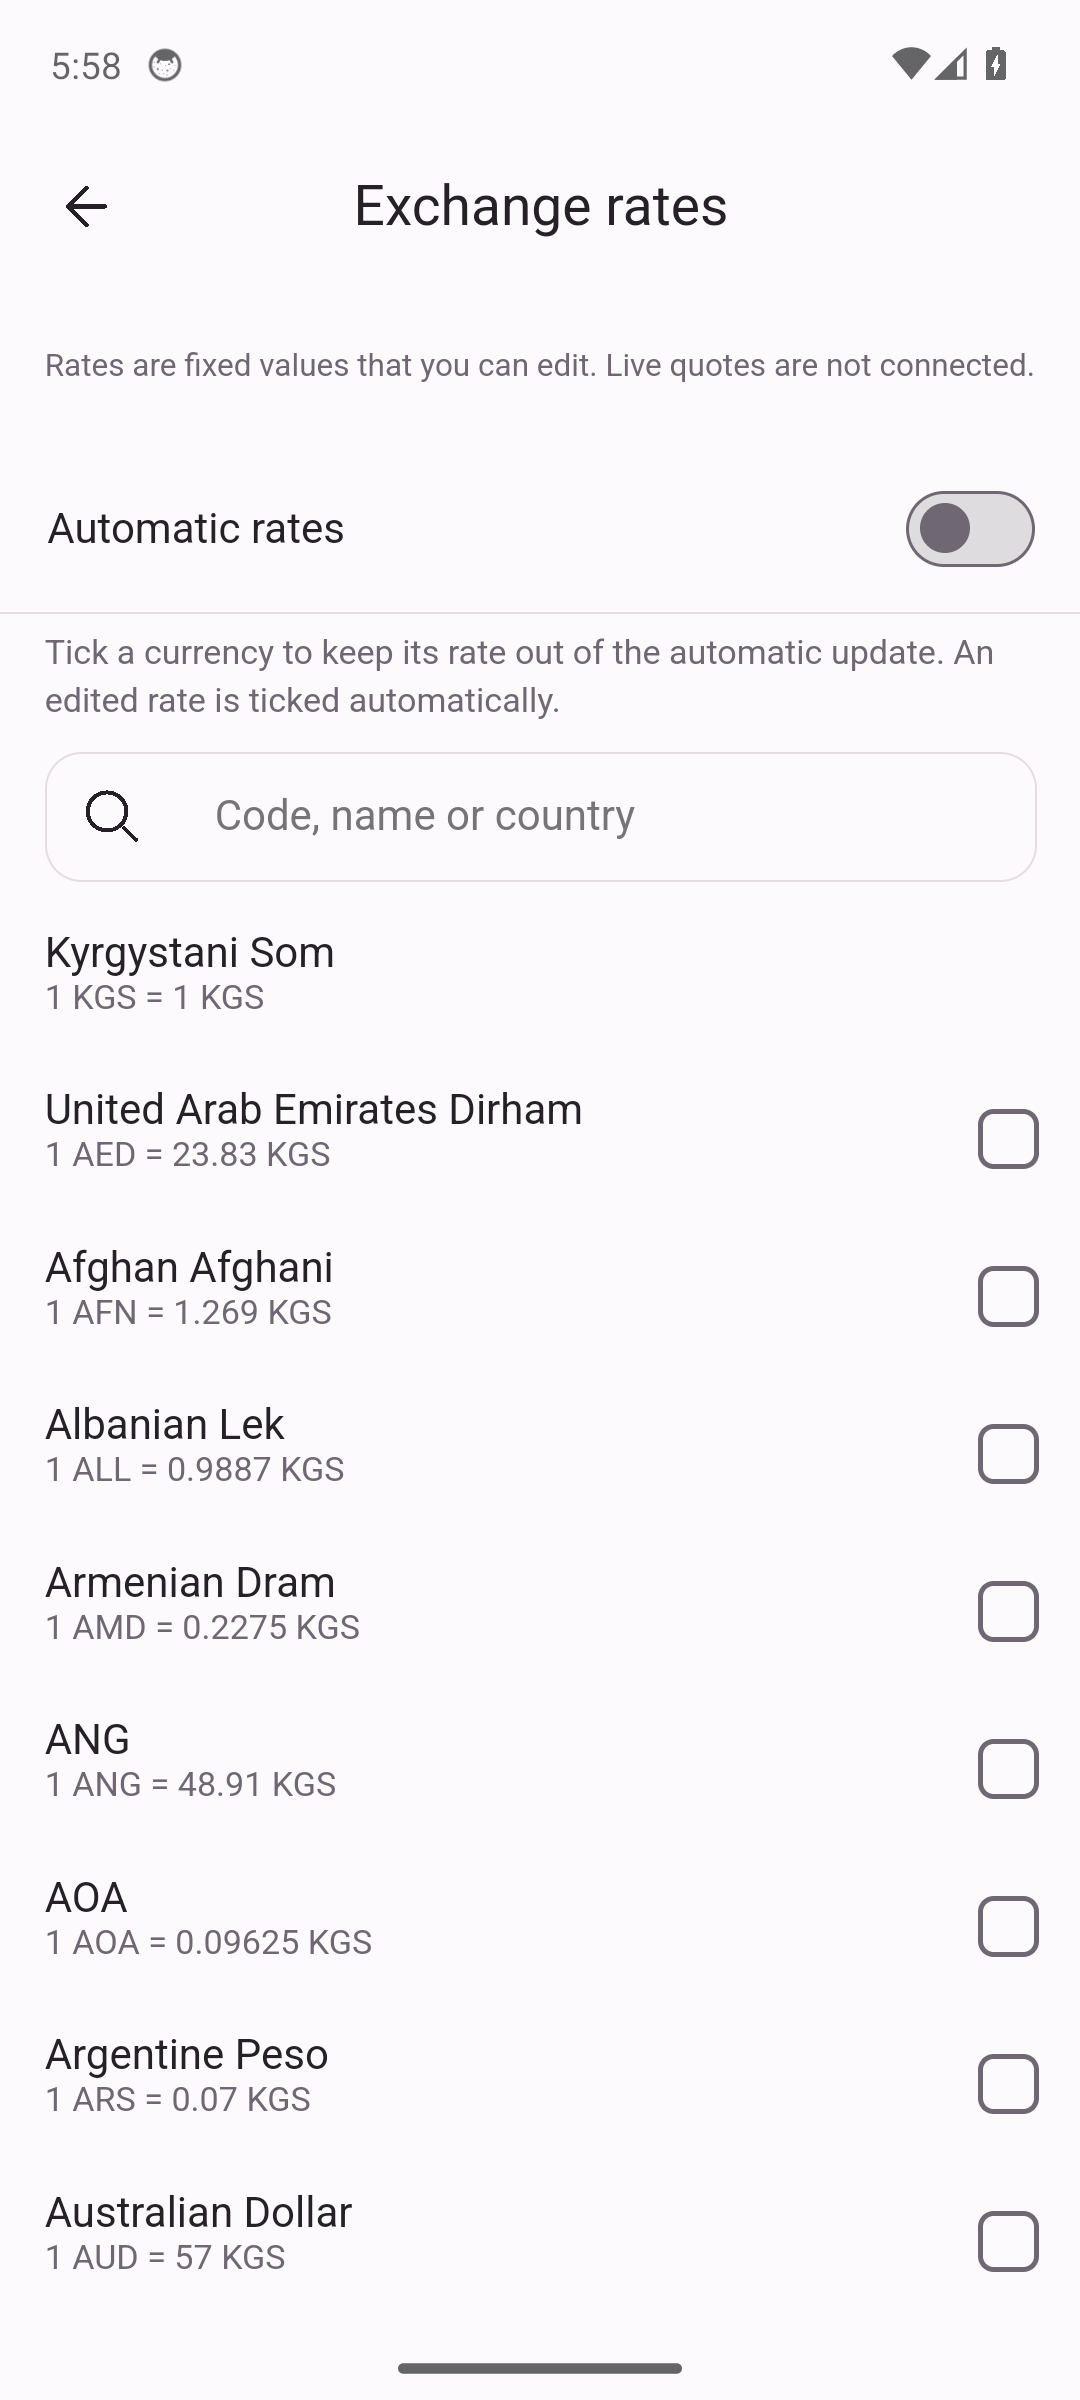 5:58
Exchange rates
Rates are fixed values that you can edit. Live quotes are not connected.
Automatic rates
Tick a currency to keep its rate out of the automatic update. An
edited rate is ticked automatically.
Code, name or country
Kyrgystani Som
1 KGS = 1 KGS
United Arab Emirates Dirham
1 AED = 23.83 KGS
Afghan Afghani
1 AFN = 1.269 KGS
Albanian Lek
1 ALL = 0.9887 KGS
Armenian Dram
1 AMD = 0.2275 KGS
ANG
1 ANG = 48.91 KGS
AOA
1 AOA = 0.09625 KGS
Argentine Peso
1 ARS = 0.07 KGS
Australian Dollar
1 AUD = 57 KGS